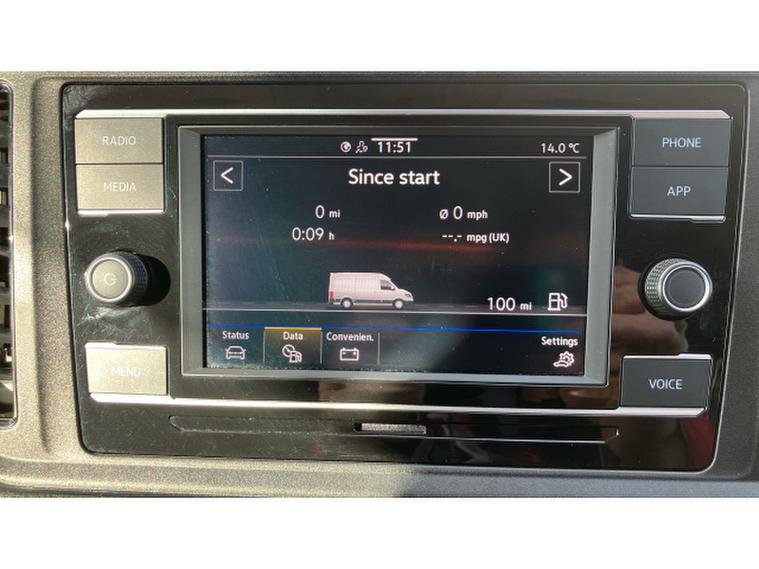 RADIO
MEDIA
PHONE
APP
11:51
14.0 °C
< Since start >
0 mi
Ø 0 mph
0:09 h
--.- mpg (UK)
100 mi
Status
Data
Convenien.
Settings
MENU
VOICE